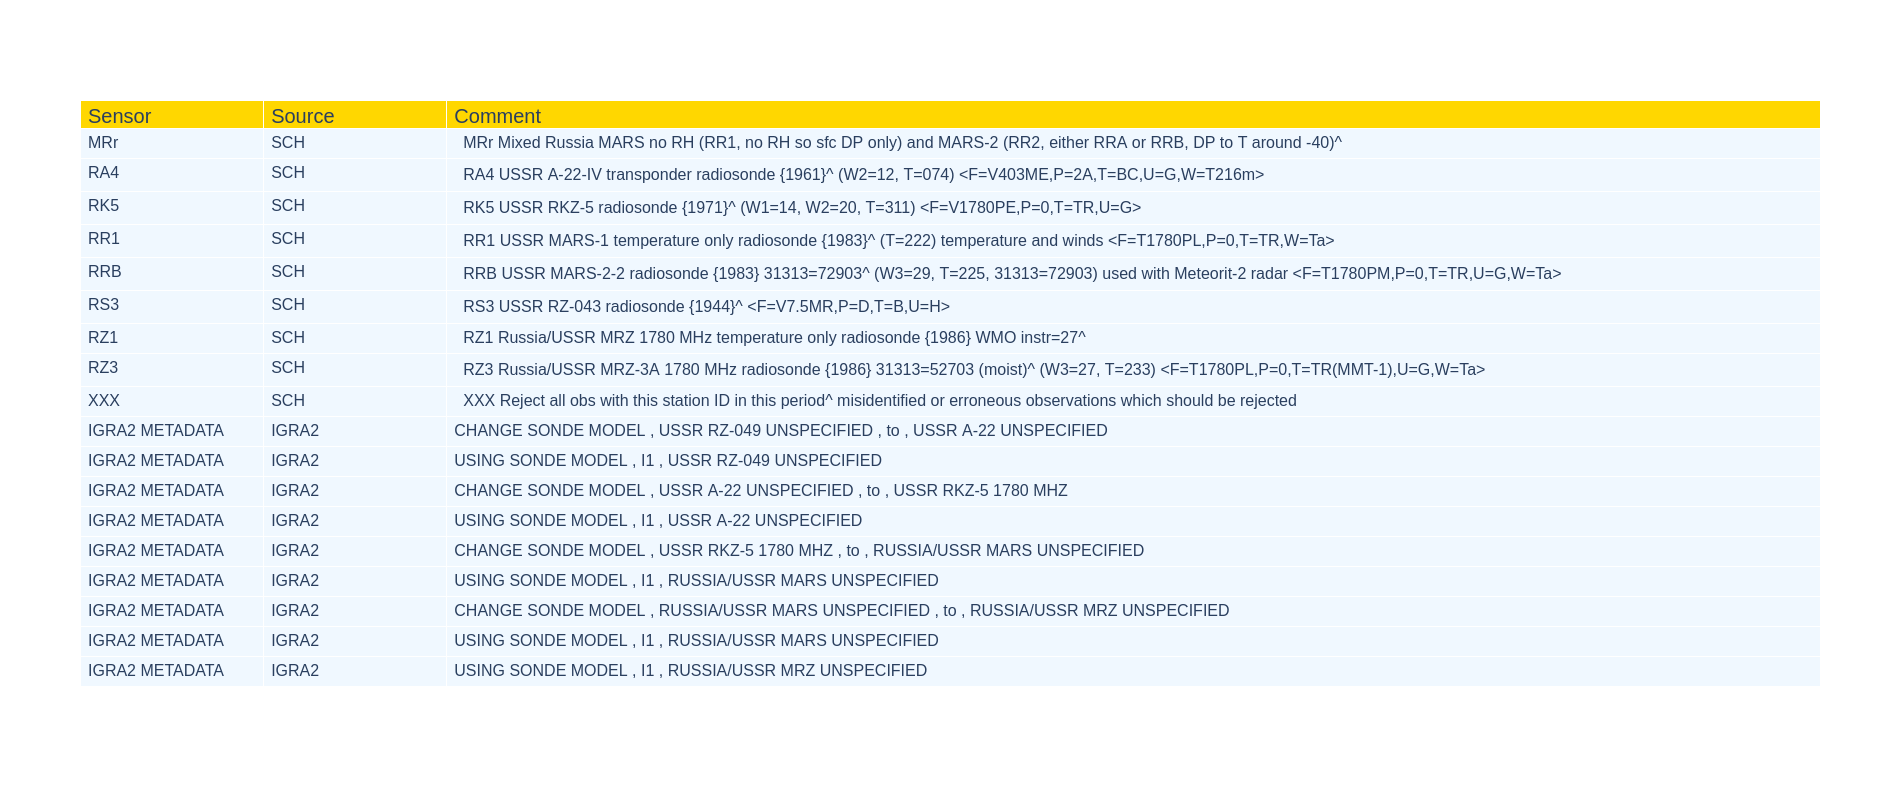 Sensor Source Comment
MRr SCH MRr Mixed Russia MARS no RH (RR1, no RH so sfc DP only) and MARS-2 (RR2, either RRA or RRB, DP to T around -40)^
RA4 SCH RA4 USSR A-22-IV transponder radiosonde {1961}^ (W2=12, T=074) <F=V403ME,P=2A,T=BC,U=G,W=T216m>
RK5 SCH RK5 USSR RKZ-5 radiosonde {1971}^ (W1=14, W2=20, T=311) <F=V1780PE,P=0,T=TR,U=G>
RR1 SCH RR1 USSR MARS-1 temperature only radiosonde {1983}^ (T=222) temperature and winds <F=T1780PL,P=0,T=TR,W=Ta>
RRB SCH RRB USSR MARS-2-2 radiosonde {1983} 31313=72903^ (W3=29, T=225, 31313=72903) used with Meteorit-2 radar <F=T1780PM,P=0,T=TR,U=G,W=Ta>
RS3 SCH RS3 USSR RZ-043 radiosonde {1944}^ <F=V7.5MR,P=D,T=B,U=H>
RZ1 SCH RZ1 Russia/USSR MRZ 1780 MHz temperature only radiosonde {1986} WMO instr=27^
RZ3 SCH RZ3 Russia/USSR MRZ-3A 1780 MHz radiosonde {1986} 31313=52703 (moist)^ (W3=27, T=233) <F=T1780PL,P=0,T=TR(MMT-1),U=G,W=Ta>
XXX SCH XXX Reject all obs with this station ID in this period^ misidentified or erroneous observations which should be rejected
IGRA2 METADATA IGRA2 CHANGE SONDE MODEL , USSR RZ-049 UNSPECIFIED , to , USSR A-22 UNSPECIFIED
IGRA2 METADATA IGRA2 USING SONDE MODEL , I1 , USSR RZ-049 UNSPECIFIED
IGRA2 METADATA IGRA2 CHANGE SONDE MODEL , USSR A-22 UNSPECIFIED , to , USSR RKZ-5 1780 MHZ
IGRA2 METADATA IGRA2 USING SONDE MODEL , I1 , USSR A-22 UNSPECIFIED
IGRA2 METADATA IGRA2 CHANGE SONDE MODEL , USSR RKZ-5 1780 MHZ , to , RUSSIA/USSR MARS UNSPECIFIED
IGRA2 METADATA IGRA2 USING SONDE MODEL , I1 , RUSSIA/USSR MARS UNSPECIFIED
IGRA2 METADATA IGRA2 CHANGE SONDE MODEL , RUSSIA/USSR MARS UNSPECIFIED , to , RUSSIA/USSR MRZ UNSPECIFIED
IGRA2 METADATA IGRA2 USING SONDE MODEL , I1 , RUSSIA/USSR MARS UNSPECIFIED
IGRA2 METADATA IGRA2 USING SONDE MODEL , I1 , RUSSIA/USSR MRZ UNSPECIFIED